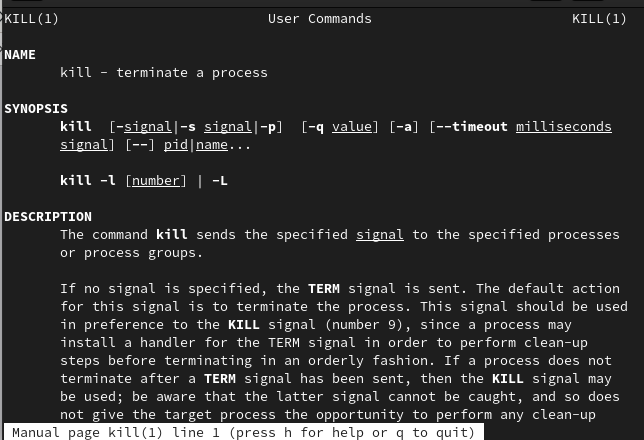 KILL(1) User Commands KILL(1)
NAME
kill - terminate a process
SYNOPSIS
kill [-signal|-s signal|-p] [-q value] [-a] [--timeout milliseconds
signal] [--] pid|name...
kill -l [number] | -L
DESCRIPTION
The command kill sends the specified signal to the specified processes
or process groups.
If no signal is specified, the TERM signal is sent. The default action
for this signal is to terminate the process. This signal should be used
in preference to the KILL signal (number 9), since a process may
install a handler for the TERM signal in order to perform clean-up
steps before terminating in an orderly fashion. If a process does not
terminate after a TERM signal has been sent, then the KILL signal may
be used; be aware that the latter signal cannot be caught, and so does
not give the target process the opportunity to perform any clean-up
Manual page kill(1) line 1 (press h for help or q to quit)